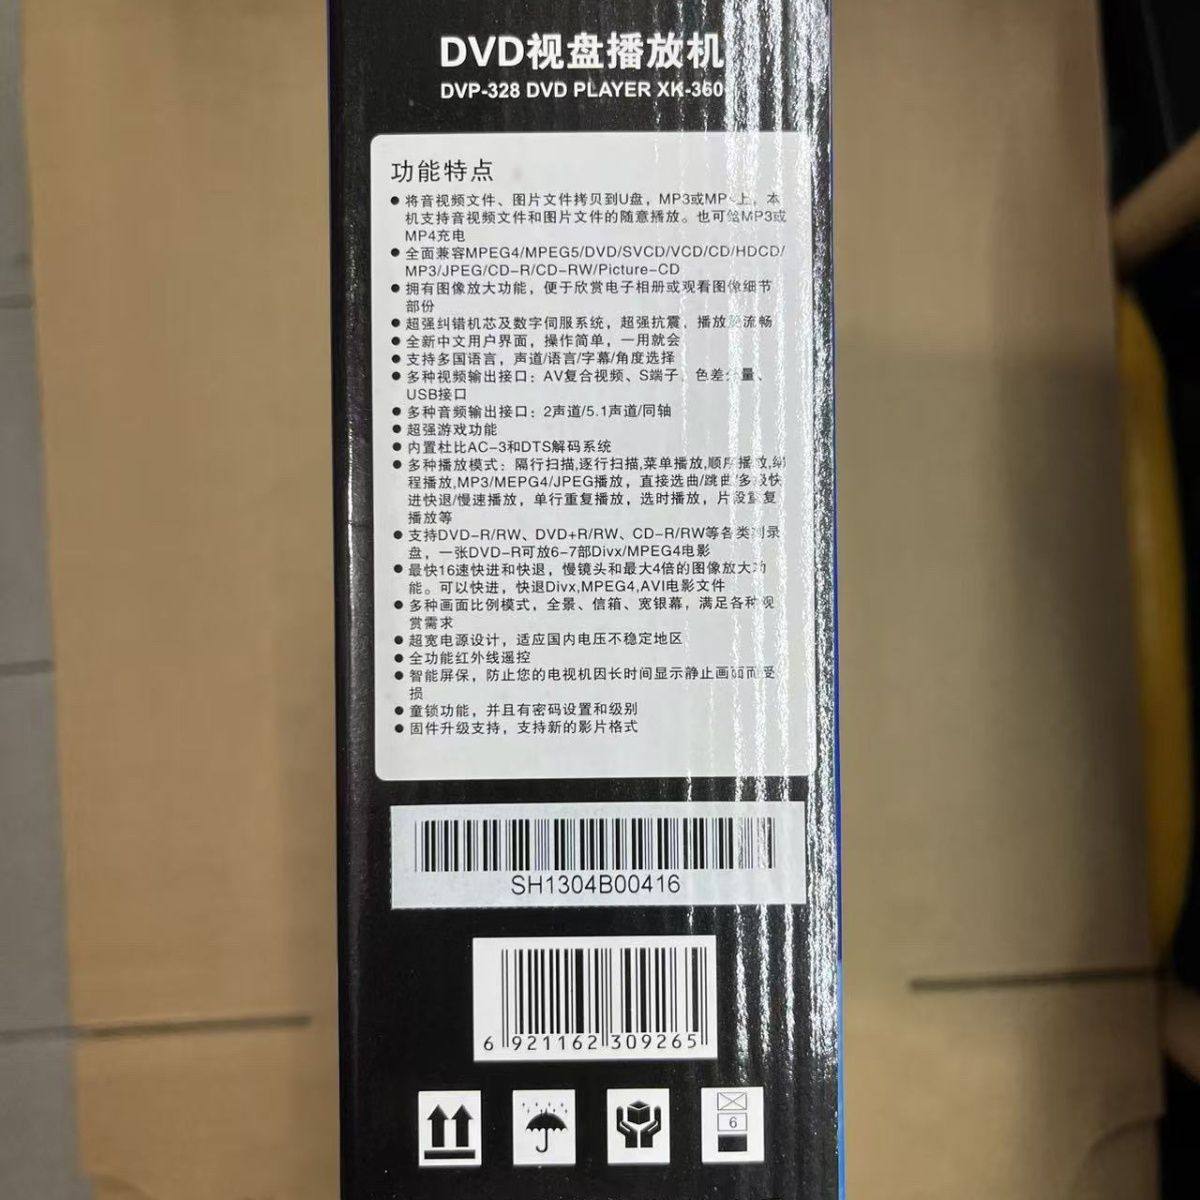 DVD视盘播放机
DVP-328 DVD PLAYER XK-360
功能特点
● 将音视频文件、图片文件拷贝到U盘，MP3或MP4上，本
机支持音视频文件和图片文件的随意播放。也可给MP3或
MP4充电
● 全面兼容MPEG4/MPEG5/DVD/SVCD/VCD/CD/HDCD/
MP3/JPEG/CD-R/CD-RW/Picture-CD
● 拥有图像放大功能，便于欣赏电子相册或观看图像细节
部份
● 超强纠错机芯及数字伺服系统，超强抗震，播放更流畅
● 全新中文用户界面，操作简单，一用就会
● 支持多国语言，声道/语言/字幕/角度选择
● 多种视频输出接口：AV复合视频、S端子、色差分量、
USB接口
● 多种音频输出接口：2声道/5.1声道/同轴
● 超强游戏功能
● 内置杜比AC-3和DTS解码系统
● 多种播放模式：隔行扫描,逐行扫描,菜单播放,顺序播放,编
程播放,MP3/MEPG4/JPEG播放，直接选曲/跳曲/多级快
进快退/慢速播放，单行重复播放，选时播放，片段重复
播放等
● 支持DVD-R/RW、DVD+R/RW、CD-R/RW等各类刻录
盘，一张DVD-R可放6-7部Divx/MPEG4电影
● 最快16速快进和快退，慢镜头和最大4倍的图像放大功
能。可以快进，快退Divx,MPEG4,AVI电影文件
● 多种画面比例模式，全景、信箱、宽银幕，满足各种视
赏需求
● 超宽电源设计，适应国内电压不稳定地区
● 全功能红外线遥控
● 智能屏保，防止您的电视机因长时间显示静止画面而受
损
● 童锁功能，并且有密码设置和级别
● 固件升级支持，支持新的影片格式
SH1304B00416
6 921162 309265
6